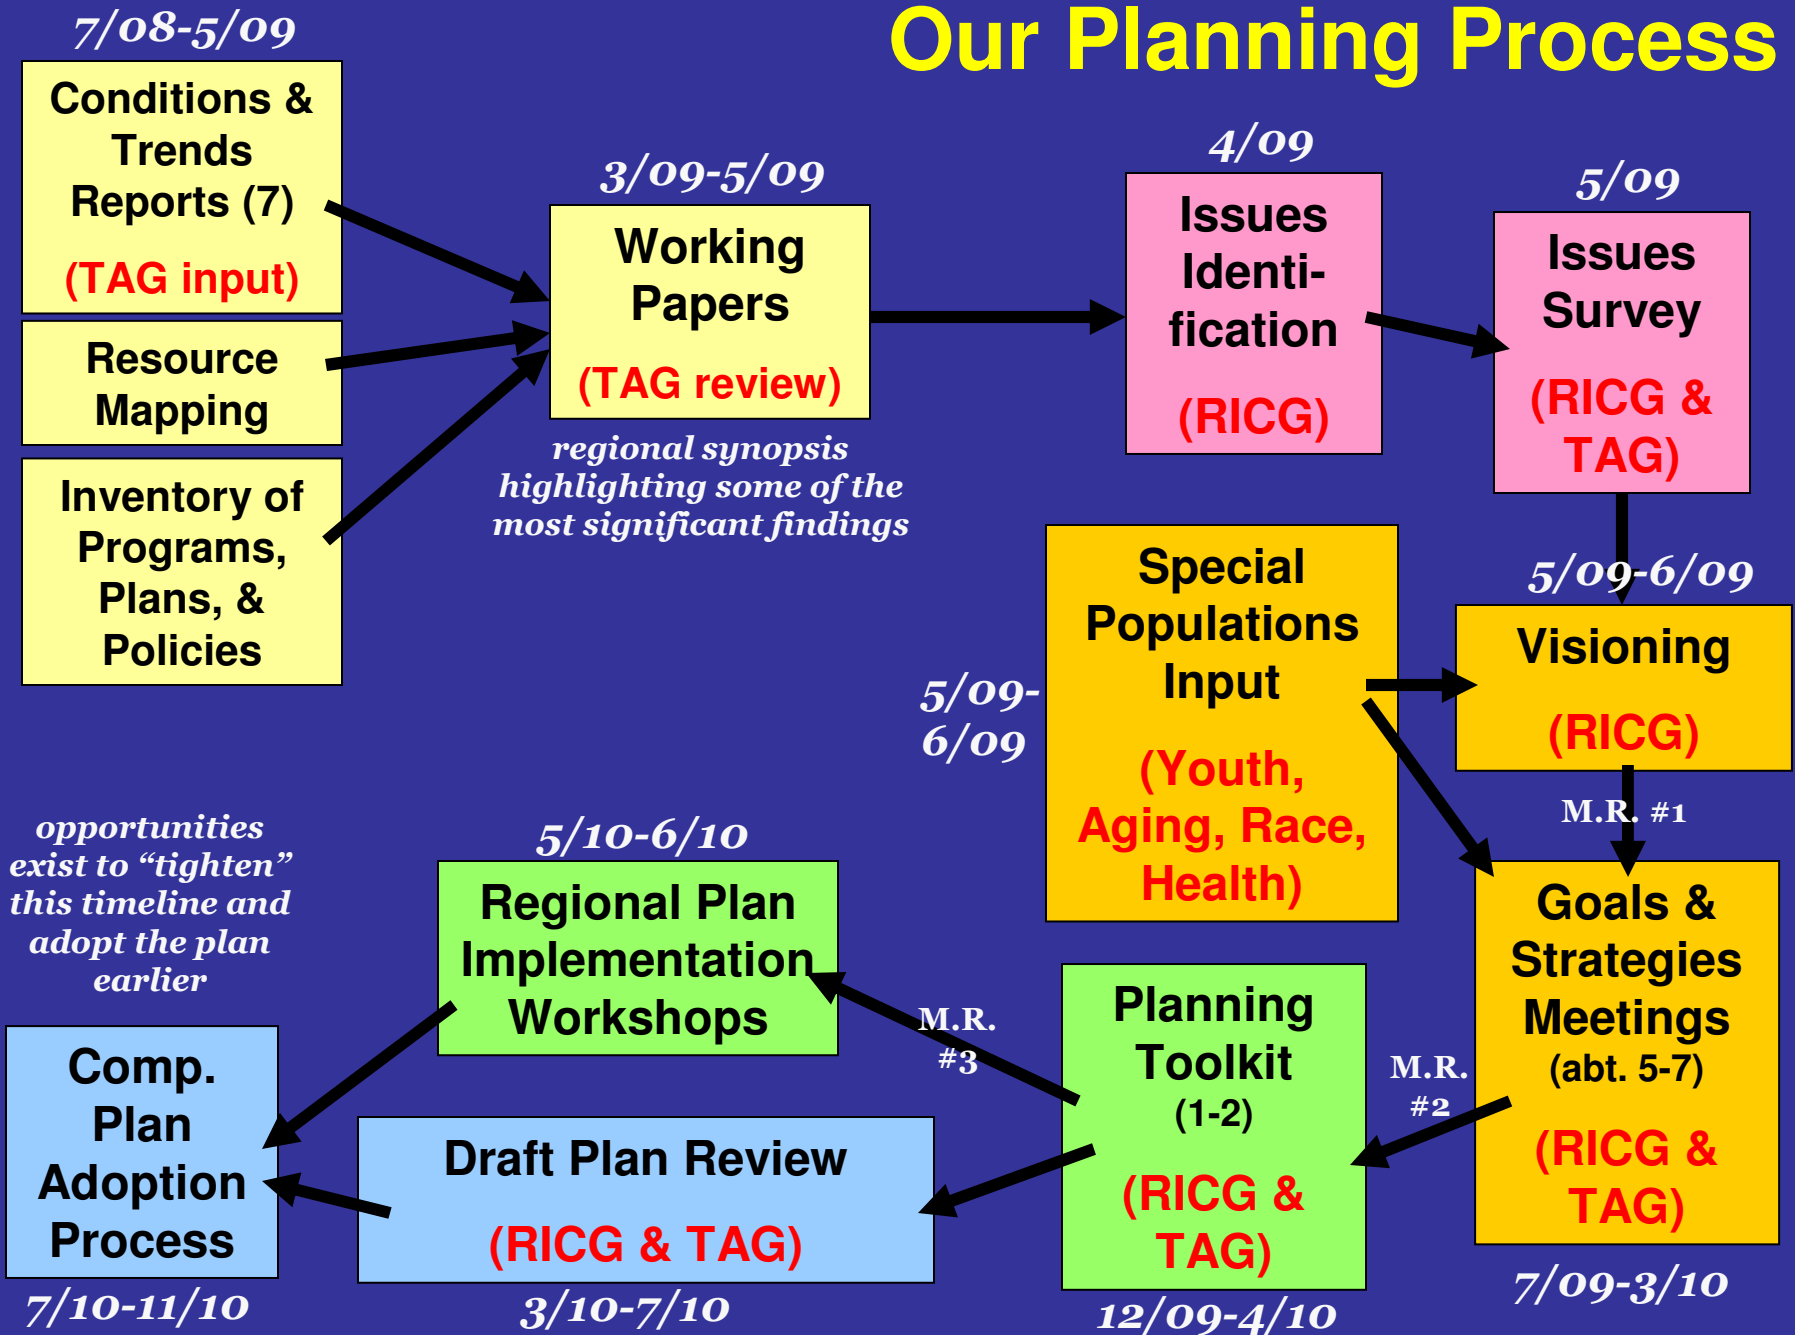 Our Planning Process
7/08-5/09
Conditions &
Trends
Reports (7)
(TAG input)
Resource
Mapping
Inventory of
Programs,
Plans, &
Policies
3/09-5/09
Working
Papers
(TAG review)
regional synopsis
highlighting some of the
most significant findings
4/09
Issues
Identi-
fication
(RICG)
5/09
Issues
Survey
(RICG &
TAG)
5/09-6/09
Visioning
(RICG)
5/09-
6/09
Special
Populations
Input
(Youth,
Aging, Race,
Health)
M.R. #1
Goals &
Strategies
Meetings
(abt. 5-7)
(RICG &
TAG)
7/09-3/10
M.R.
#2
Planning
Toolkit
(1-2)
(RICG &
TAG)
12/09-4/10
M.R.
#3
5/10-6/10
Regional Plan
Implementation
Workshops
Draft Plan Review
(RICG & TAG)
3/10-7/10
opportunities
exist to “tighten”
this timeline and
adopt the plan
earlier
Comp.
Plan
Adoption
Process
7/10-11/10